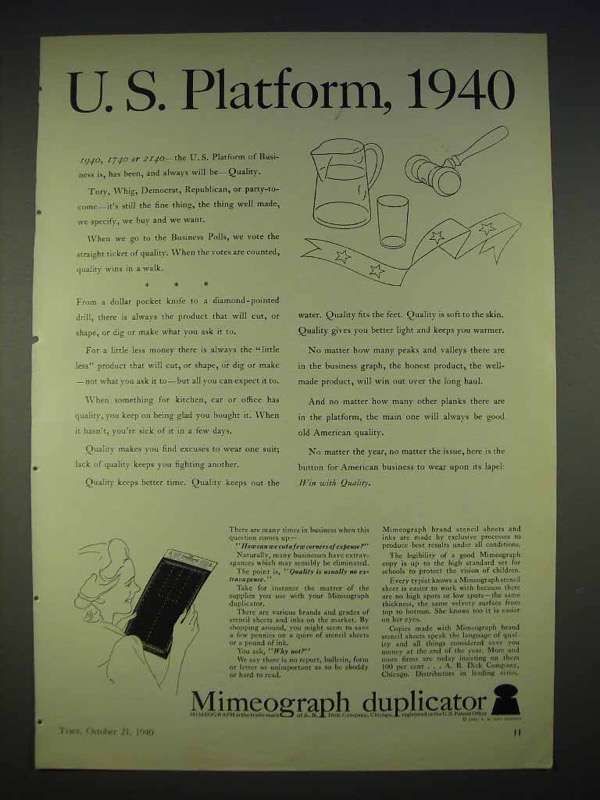 U. S. Platform, 1940
1940, 1740 or 2140—the U. S. Platform of Busi-
ness is, has been, and always will be—Quality.
Tory, Whig, Democrat, Republican, or party-to-
come—it's still the fine thing, the thing well made,
we specify, we buy and we want.
When we go to the Business Polls, we vote the
straight ticket of quality. When the votes are counted,
quality wins in a walk.
* * *
From a dollar pocket knife to a diamond-pointed
drill, there is always the product that will cut, or
shape, or dig or make what you ask it to.
For a little less money there is always the "little
less" product that will cut, or shape, or dig or make
—not what you ask it to—but all you can expect it to.
When something for kitchen, car or office has
quality, you keep on being glad you bought it. When
it hasn't, you're sick of it in a few days.
Quality makes you find excuses to wear one suit;
lack of quality keeps you fighting another.
Quality keeps better time. Quality keeps out the
water. Quality fits the feet. Quality is soft to the skin.
Quality gives you better light and keeps you warmer.
No matter how many peaks and valleys there are
in the business graph, the honest product, the well-
made product, will win out over the long haul.
And no matter how many other planks there are
in the platform, the main one will always be good
old American quality.
No matter the year, no matter the issue, here is the
button for American business to wear upon its lapel:
Win with Quality.
There are many times in business when this
question comes up—
"How can we cut a few corners of expense?"
Naturally, many businesses have extrav-
agances which may sensibly be eliminated.
The point is, "Quality is usually no ex-
travagance."
Take for instance the matter of the
supplies you use with your Mimeograph
duplicator.
There are various brands and grades of
stencil sheets and inks on the market. By
shopping around, you might seem to save
a few pennies on a quire of stencil sheets
or a pound of ink.
You ask, "Why not?"
We say there is no report, bulletin, form
or letter so unimportant as to be shoddy
or hard to read.
Mimeograph brand stencil sheets and
inks are made by exclusive processes to
produce best results under all conditions.
The legibility of a good Mimeograph
copy is up to the high standard set for
schools to protect the vision of children.
Every typist knows a Mimeograph stencil
sheet is easier to work with because there
are no high spots or low spots—the same
thickness, the same velvety surface from
top to bottom. She knows too it is easier
on her eyes.
Copies made with Mimeograph brand
stencil sheets speak the language of qual-
ity and all things considered save you
money at the end of the year. More and
more firms are today insisting on them
100 per cent . . . A. B. Dick Company,
Chicago. Distributors in leading cities.
Mimeograph duplicator
MIMEOGRAPH is the trade-mark of A. B. Dick Company, Chicago, registered in the U. S. Patent Office
TIME, October 21, 1940
11